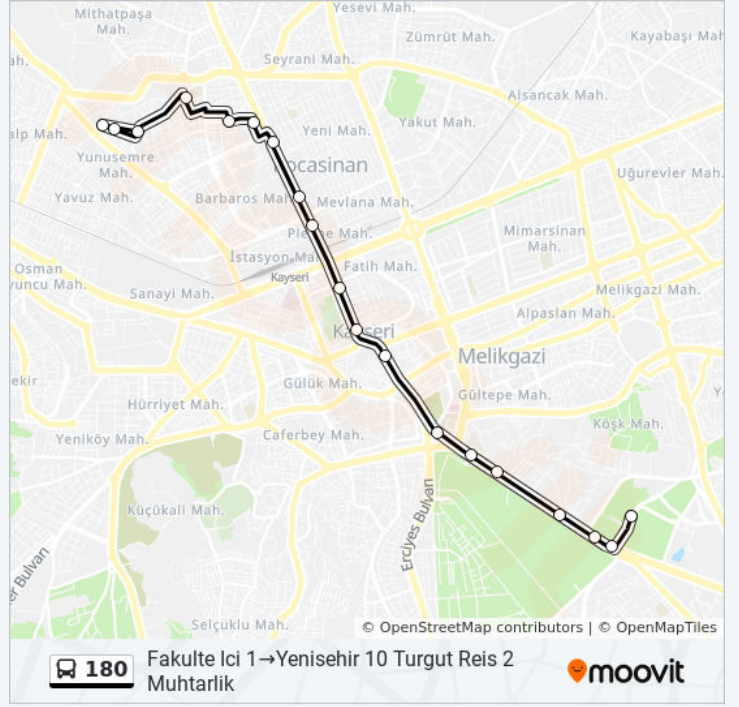 Mithatpaşa
Mah.
Yesevi Mah.
Zümrüt Mah.
Kayabaşı Mah
ah.
Seyrani Mah.
Alsancak Mah.
alp Mah.
Yeni Mah.
Yakut Mah.
Yunusemre
Mah.
Kocasinan
Uğurevler Mah.
Yavuz Mah.
Barbaros Mah.
Mevlana Mah.
Mimarsinan
Mah.
İstasyon Mah.
Fatih Mah.
Osman
Kayseri
Melikgazi Mah.
Sanayi Mah.
Alpaslan Mah.
Kayseri
Melikgazi
ekir
Gülük Mah.
Gültepe Mah.
Hürriyet Mah.
Köşk Mah.
Yeniköy Mah.
Caferbey Mah.
Küçükali Mah.
Erciyes Bulvarı
er Bulvarı
Selçuklu Mah.
© OpenStreetMap contributors | © OpenMapTiles
180
Fakulte Ici 1→Yenisehir 10 Turgut Reis 2
Muhtarlik
moovit